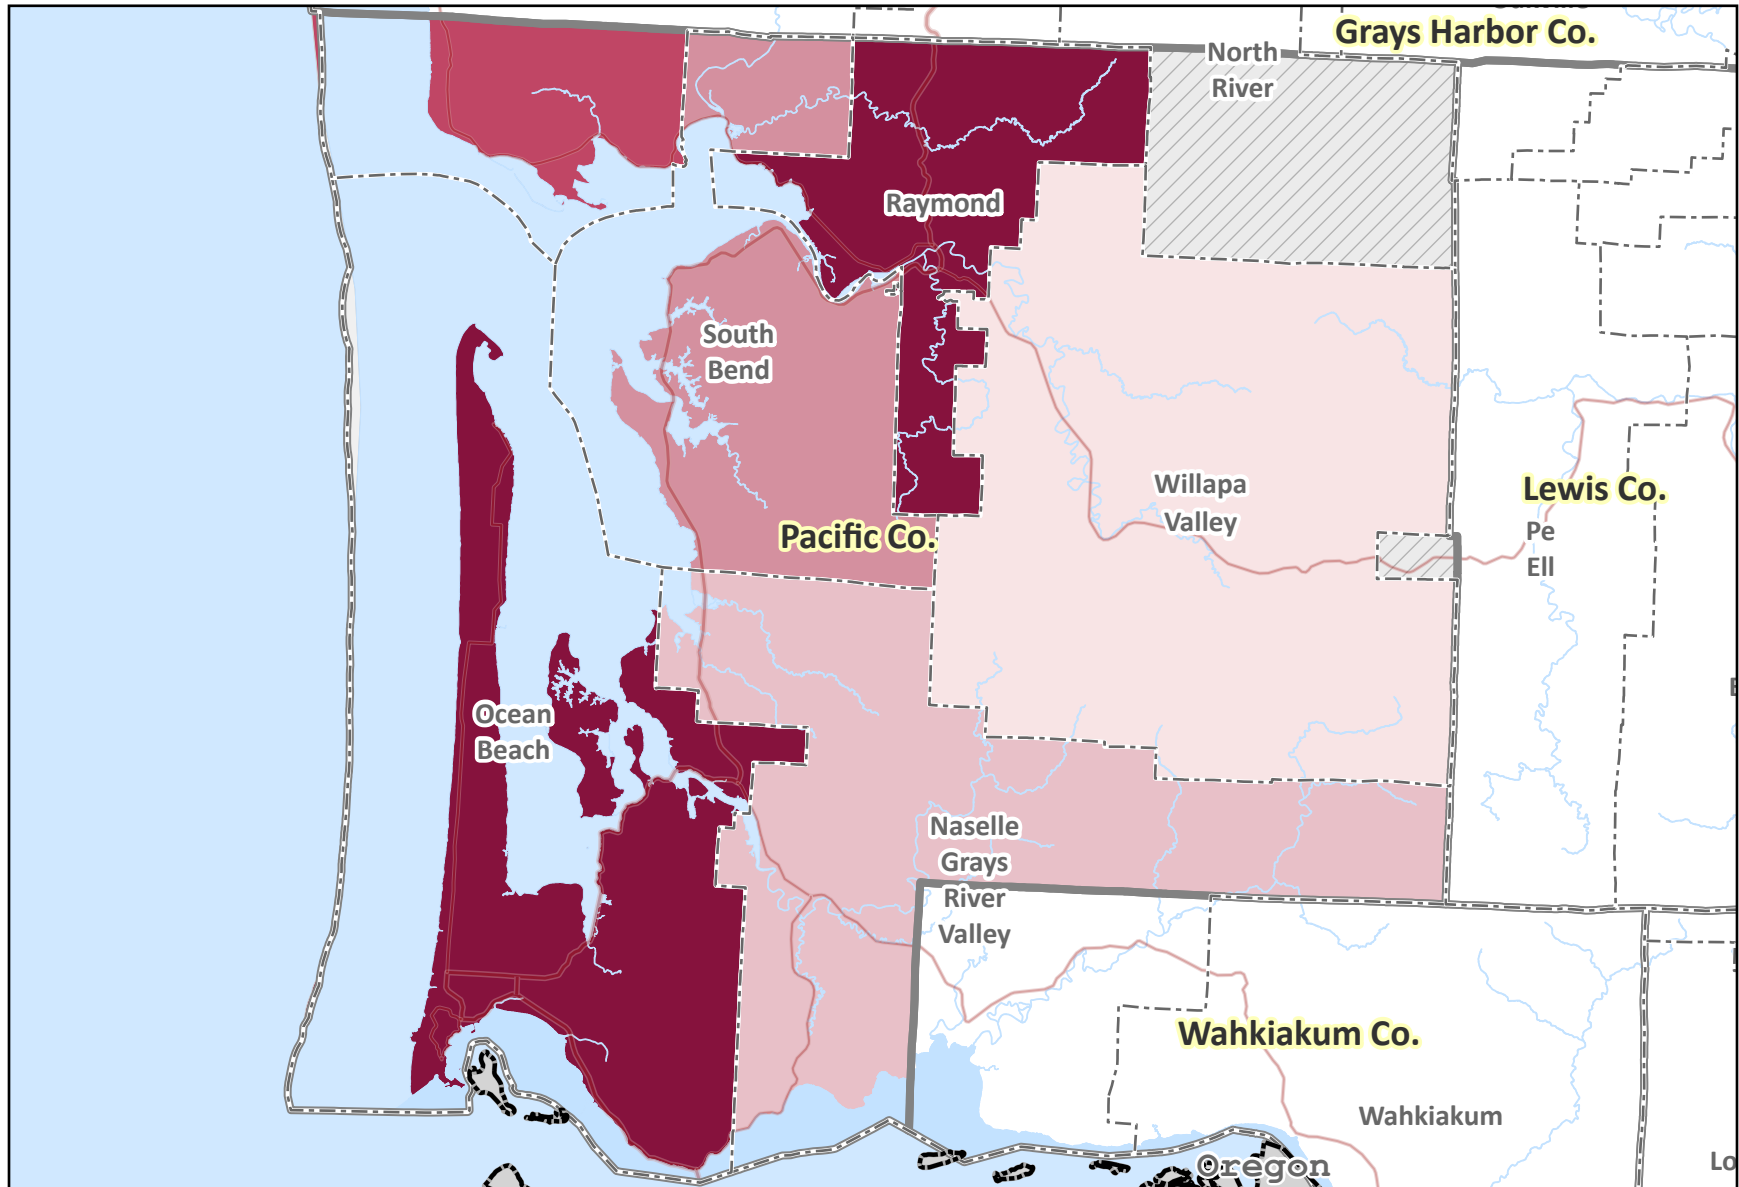 Grays Harbor Co.
North
River
Raymond
South
Bend
Willapa
Valley
Lewis Co.
Pe
Ell
Pacific Co.
Ocean
Beach
Naselle
Grays
River
Valley
Wahkiakum Co.
Wahkiakum
Oregon
Lo